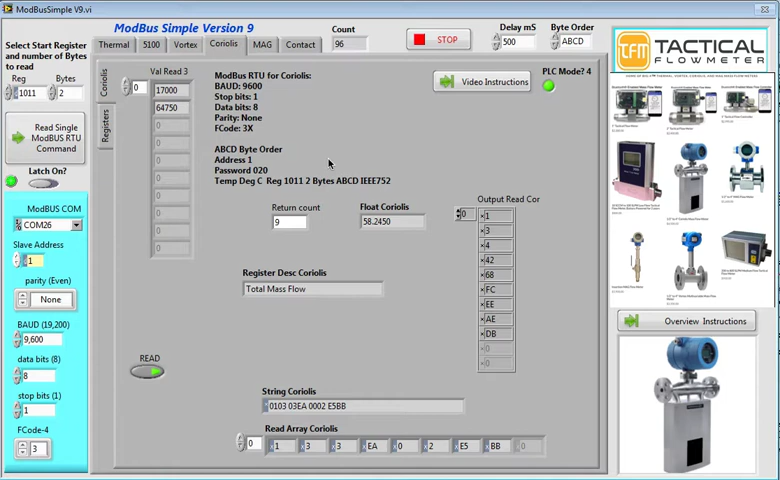 ModBusSimple V9.vi
ModBus Simple Version 9
Count
96
STOP
Delay mS
500
Byte Order
ABCD
Select Start Register
and number of Bytes
to read
Reg
Bytes
1011
2
Read Single
ModBUS RTU
Command
Latch On?
ModBUS COM
COM26
Slave Address
1
parity (Even)
None
BAUD (19,200)
9,600
data bits (8)
8
stop bits (1)
1
FCode-4
3
Thermal
5100
Vortex
Coriolis
MAG
Contact
Coriolis
Registers
Val Read 3
0
17000
64750
0
0
0
0
0
0
0
0
ModBus RTU for Coriolis:
BAUD: 9600
Stop bits: 1
Data bits: 8
Parity: None
FCode: 3X
ABCD Byte Order
Address 1
Password 020
Temp Deg C Reg 1011 2 Bytes ABCD IEEE752
Video Instructions
PLC Mode? 4
Return count
9
Float Coriolis
58.2450
Output Read Cor
0
x 1
x 3
x 4
x 42
x 68
x FC
x EE
x AE
x DB
x 0
x 0
Register Desc Coriolis
Total Mass Flow
READ
String Coriolis
0103 03EA 0002 E5BB
Read Array Coriolis
0
x 1
x 3
x 3
x EA
x 0
x 2
x E5
x BB
x 0
TFM
TACTICAL
FLOWMETER
Overview Instructions